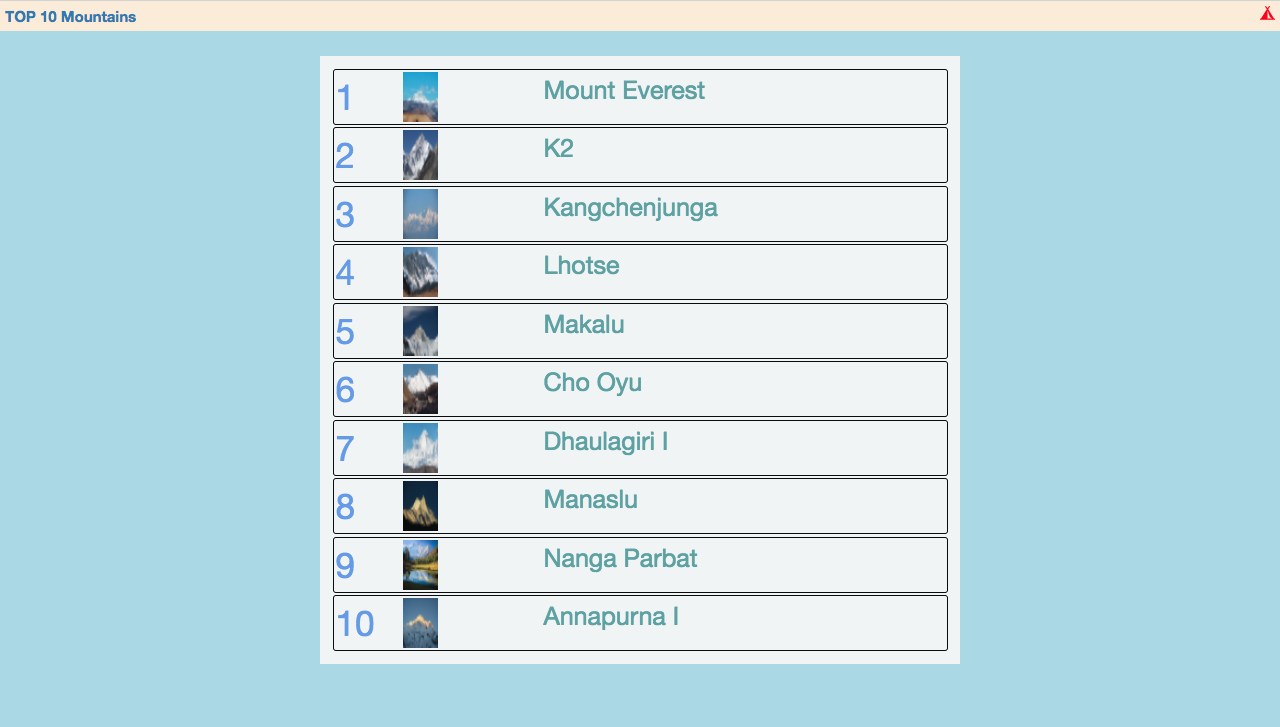 TOP 10 Mountains
1 Mount Everest
2 K2
3 Kangchenjunga
4 Lhotse
5 Makalu
6 Cho Oyu
7 Dhaulagiri I
8 Manaslu
9 Nanga Parbat
10 Annapurna I